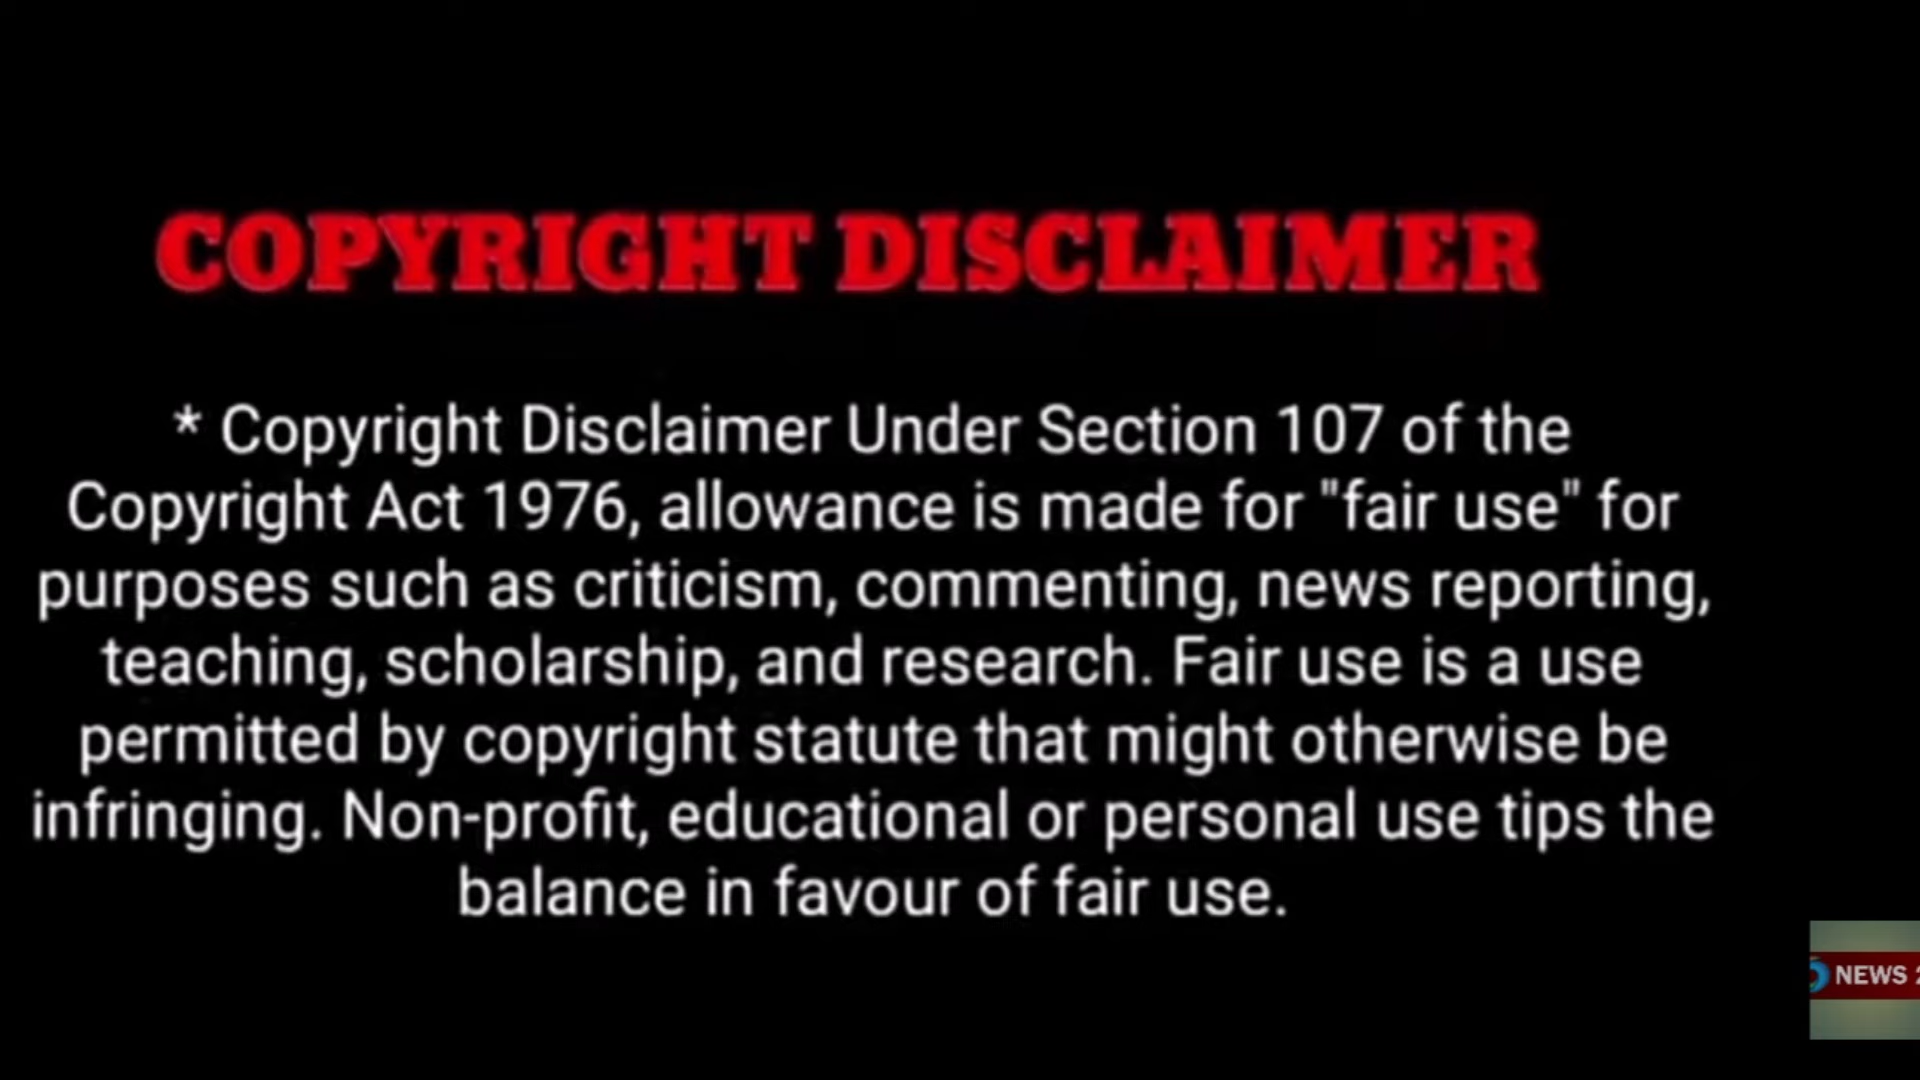 COPYRIGHT DISCLAIMER
* Copyright Disclaimer Under Section 107 of the
Copyright Act 1976, allowance is made for "fair use" for
purposes such as criticism, commenting, news reporting,
teaching, scholarship, and research. Fair use is a use
permitted by copyright statute that might otherwise be
infringing. Non-profit, educational or personal use tips the
balance in favour of fair use.
NEWS